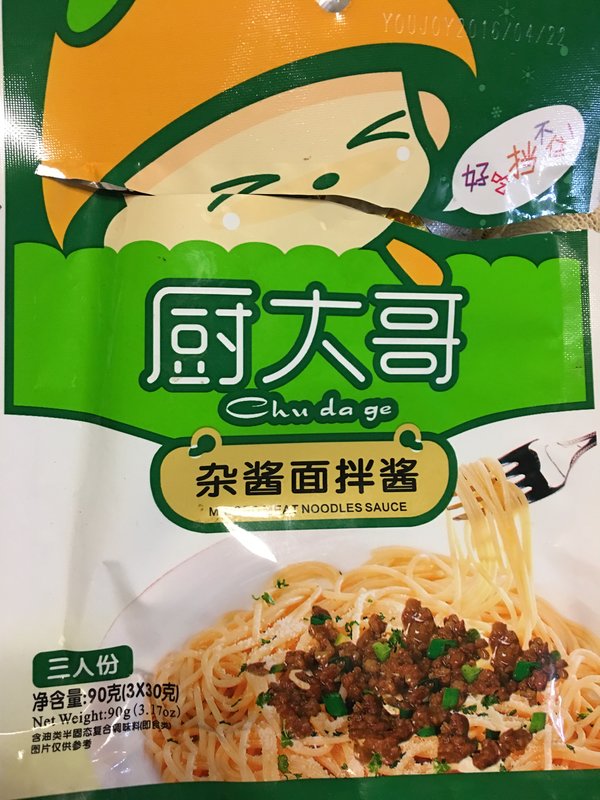 YOUJOY2016/04/22
好吃挡不住!
厨大哥
Chu da ge
杂酱面拌酱
NOODLES SAUCE
三人份
净含量:90克(3X30克)
Net Weight:90g(3.17oz)
含油类半固态复合调味料(即食类)
图片仅供参考